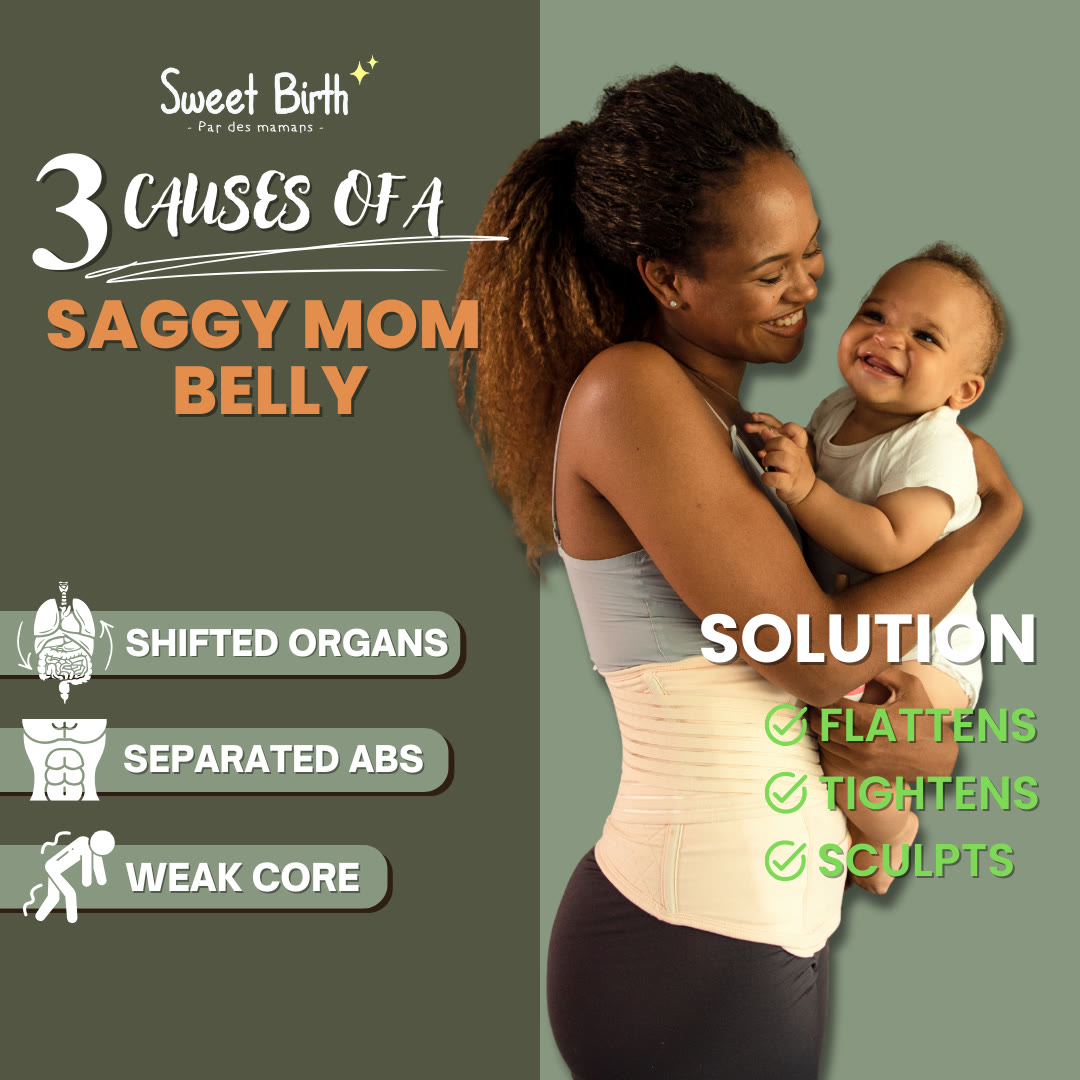 Sweet Birth
- Par des mamans -
3 CAUSES OF A
SAGGY MOM
BELLY
SHIFTED ORGANS
SEPARATED ABS
WEAK CORE
SOLUTION
FLATTENS
TIGHTENS
SCULPTS